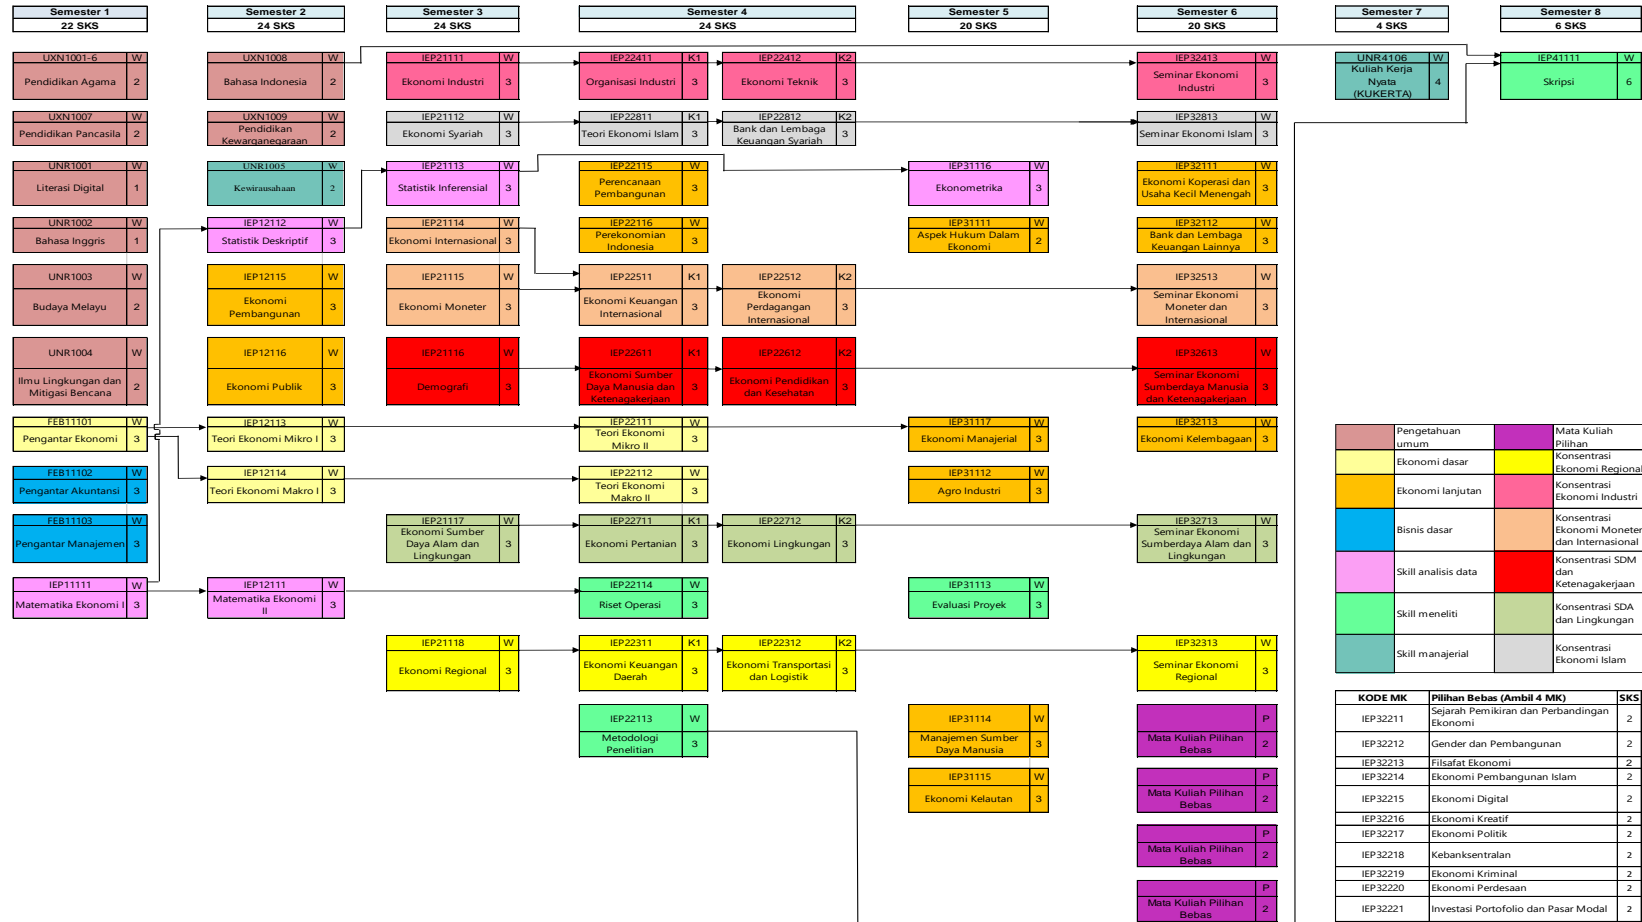 Semester 1
22 SKS
UXN1001-6 W
Pendidikan Agama 2
UXN1007 W
Pendidikan Pancasila 2
UNR1001 W
Literasi Digital 1
UNR1002 W
Bahasa Inggris 1
UNR1003 W
Budaya Melayu 2
UNR1004 W
Ilmu Lingkungan dan
Mitigasi Bencana 2
FEB11101 W
Pengantar Ekonomi 3
FEB11102 W
Pengantar Akuntansi 3
FEB11103 W
Pengantar Manajemen 3
IEP11111 W
Matematika Ekonomi I 3
Semester 2
24 SKS
UXN1008 W
Bahasa Indonesia 2
UXN1009 W
Pendidikan
Kewarganegaraan 2
UNR1005 W
Kewirausahaan 2
IEP12112 W
Statistik Deskriptif 3
IEP12115 W
Ekonomi
Pembangunan 3
IEP12116 W
Ekonomi Publik 3
IEP12113 W
Teori Ekonomi Mikro I 3
IEP12114 W
Teori Ekonomi Makro I 3
IEP12111 W
Matematika Ekonomi
II 3
Semester 3
24 SKS
IEP21111 W
Ekonomi Industri 3
IEP21112 W
Ekonomi Syariah 3
IEP21113 W
Statistik Inferensial 3
IEP21114 W
Ekonomi Internasional 3
IEP21115 W
Ekonomi Moneter 3
IEP21116 W
Demografi 3
IEP21117 W
Ekonomi Sumber
Daya Alam dan
Lingkungan 3
IEP21118 W
Ekonomi Regional 3
Semester 4
24 SKS
IEP22411 K1
Organisasi Industri 3
IEP22412 K2
Ekonomi Teknik 3
IEP22811 K1
Teori Ekonomi Islam 3
IEP22812 K2
Bank dan Lembaga
Keuangan Syariah 3
IEP22115 W
Perencanaan
Pembangunan 3
IEP22116 W
Perekonomian
Indonesia 3
IEP22511 K1
Ekonomi Keuangan
Internasional 3
IEP22512 K2
Ekonomi
Perdagangan
Internasional 3
IEP22611 K1
Ekonomi Sumber
Daya Manusia dan
Ketenagakerjaan 3
IEP22612 K2
Ekonomi Pendidikan
dan Kesehatan 3
IEP22111 W
Teori Ekonomi
Mikro II 3
IEP22112 W
Teori Ekonomi
Makro II 3
IEP22711 K1
Ekonomi Pertanian 3
IEP22712 K2
Ekonomi Lingkungan 3
IEP22114 W
Riset Operasi 3
IEP22311 K1
Ekonomi Keuangan
Daerah 3
IEP22312 K2
Ekonomi Transportasi
dan Logistik 3
IEP22113 W
Metodologi
Penelitian 3
Semester 5
20 SKS
IEP31116 W
Ekonometrika 3
IEP31111 W
Aspek Hukum Dalam
Ekonomi 2
IEP31117 W
Ekonomi Manajerial 3
IEP31112 W
Agro Industri 3
IEP31113 W
Evaluasi Proyek 3
IEP31114 W
Manajemen Sumber
Daya Manusia 3
IEP31115 W
Ekonomi Kelautan 3
Semester 6
20 SKS
IEP32413 W
Seminar Ekonomi
Industri 3
IEP32813 W
Seminar Ekonomi Islam 3
IEP32111 W
Ekonomi Koperasi dan
Usaha Kecil Menengah 3
IEP32112 W
Bank dan Lembaga
Keuangan Lainnya 3
IEP32513 W
Seminar Ekonomi
Moneter dan
Internasional 3
IEP32613 W
Seminar Ekonomi
Sumberdaya Manusia
dan Ketenagakerjaan 3
IEP32113 W
Ekonomi Kelembagaan 3
IEP32713 W
Seminar Ekonomi
Sumberdaya Alam dan
Lingkungan 3
IEP32313 W
Seminar Ekonomi
Regional 3
P
Mata Kuliah Pilihan
Bebas 2
P
Mata Kuliah Pilihan
Bebas 2
P
Mata Kuliah Pilihan
Bebas 2
P
Mata Kuliah Pilihan
Bebas 2
Semester 7
4 SKS
UNR4106 W
Kuliah Kerja
Nyata
(KUKERTA) 4
Semester 8
6 SKS
IEP41111 W
Skripsi 6
Pengetahuan
umum
Mata Kuliah
Pilihan
Ekonomi dasar
Konsentrasi
Ekonomi Regional
Ekonomi lanjutan
Konsentrasi
Ekonomi Industri
Bisnis dasar
Konsentrasi
Ekonomi Moneter
dan Internasional
Skill analisis data
Konsentrasi SDM
dan
Ketenagakerjaan
Skill meneliti
Konsentrasi SDA
dan Lingkungan
Skill manajerial
Konsentrasi
Ekonomi Islam
KODE MK Pilihan Bebas (Ambil 4 MK) SKS
IEP32211 Sejarah Pemikiran dan Perbandingan
Ekonomi 2
IEP32212 Gender dan Pembangunan 2
IEP32213 Filsafat Ekonomi 2
IEP32214 Ekonomi Pembangunan Islam 2
IEP32215 Ekonomi Digital 2
IEP32216 Ekonomi Kreatif 2
IEP32217 Ekonomi Politik 2
IEP32218 Kebanksentralan 2
IEP32219 Ekonomi Kriminal 2
IEP32220 Ekonomi Perdesaan 2
IEP32221 Investasi Portofolio dan Pasar Modal 2